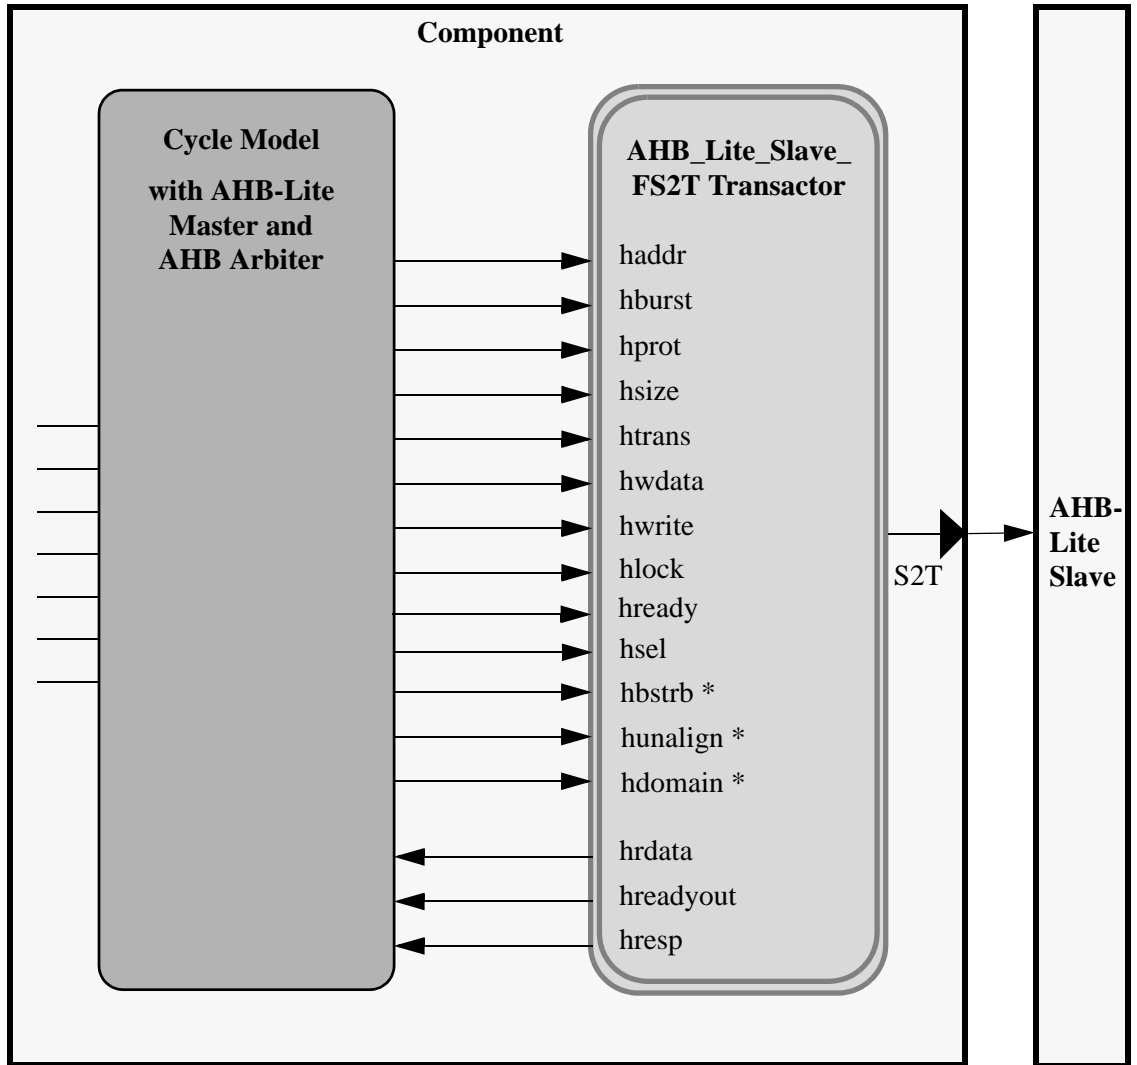 Component
Cycle Model
with AHB-Lite
Master and
AHB Arbiter
AHB_Lite_Slave_
FS2T Transactor
haddr
hburst
hprot
hsize
htrans
hwdata
hwrite
hlock
hready
hsel
hbstrb *
hunalign *
hdomain *
hrdata
hreadyout
hresp
S2T
AHB-
Lite
Slave